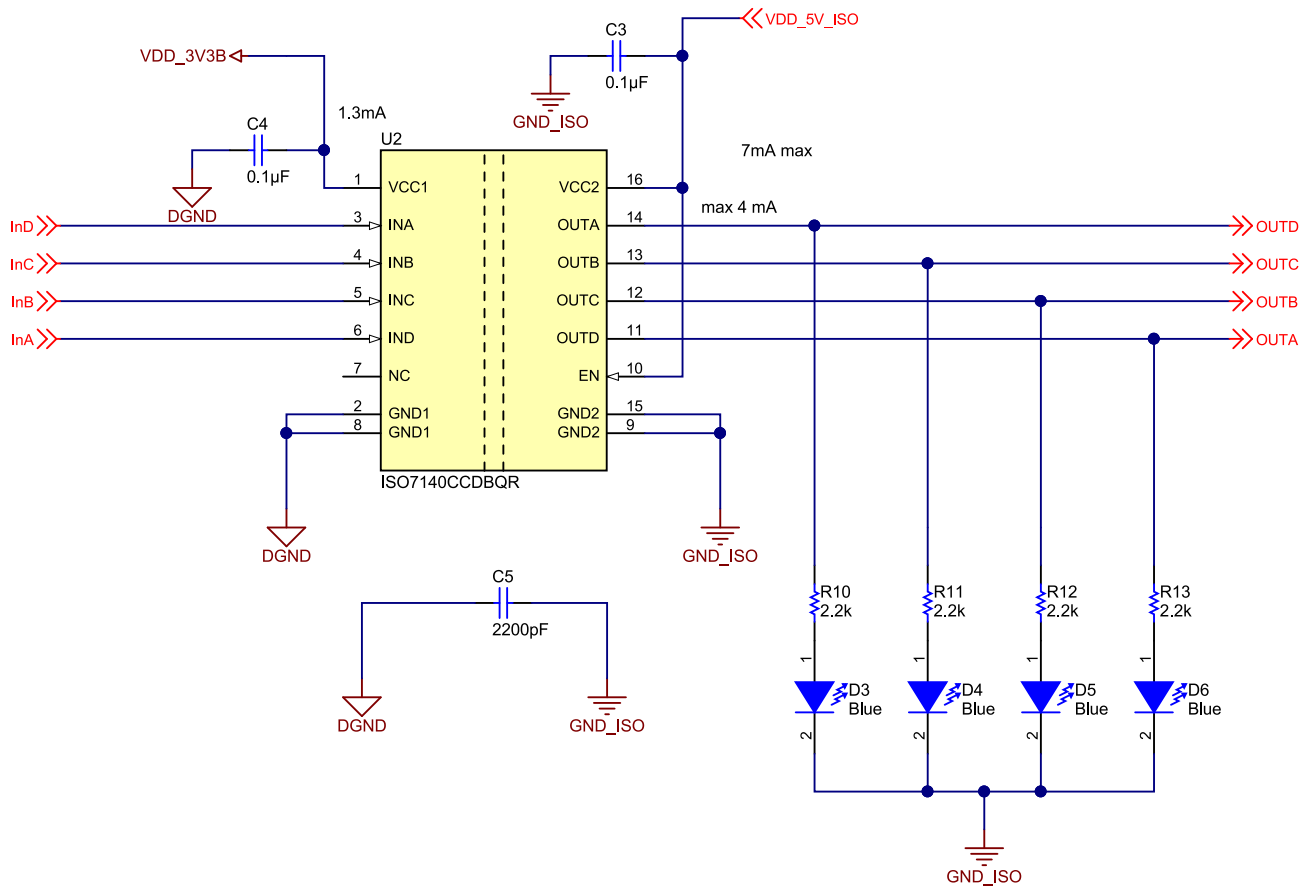 VDD_5V_ISO
C3
0.1µF
GND_ISO
VDD_3V3B
1.3mA
C4
0.1µF
DGND
U2
7mA max
max 4 mA
1 VCC1
VCC2 16
InD 3 INA
OUTA 14 OUTD
InC 4 INB
OUTB 13 OUTC
InB 5 INC
OUTC 12 OUTB
InA 6 IND
OUTD 11 OUTA
7 NC
EN 10
2 GND1
GND2 15
8 GND1
GND2 9
ISO7140CCDBQR
DGND
GND_ISO
C5
2200pF
DGND
GND_ISO
R10
2.2k
R11
2.2k
R12
2.2k
R13
2.2k
1
1
1
1
D3
Blue
D4
Blue
D5
Blue
D6
Blue
2
2
2
2
GND_ISO